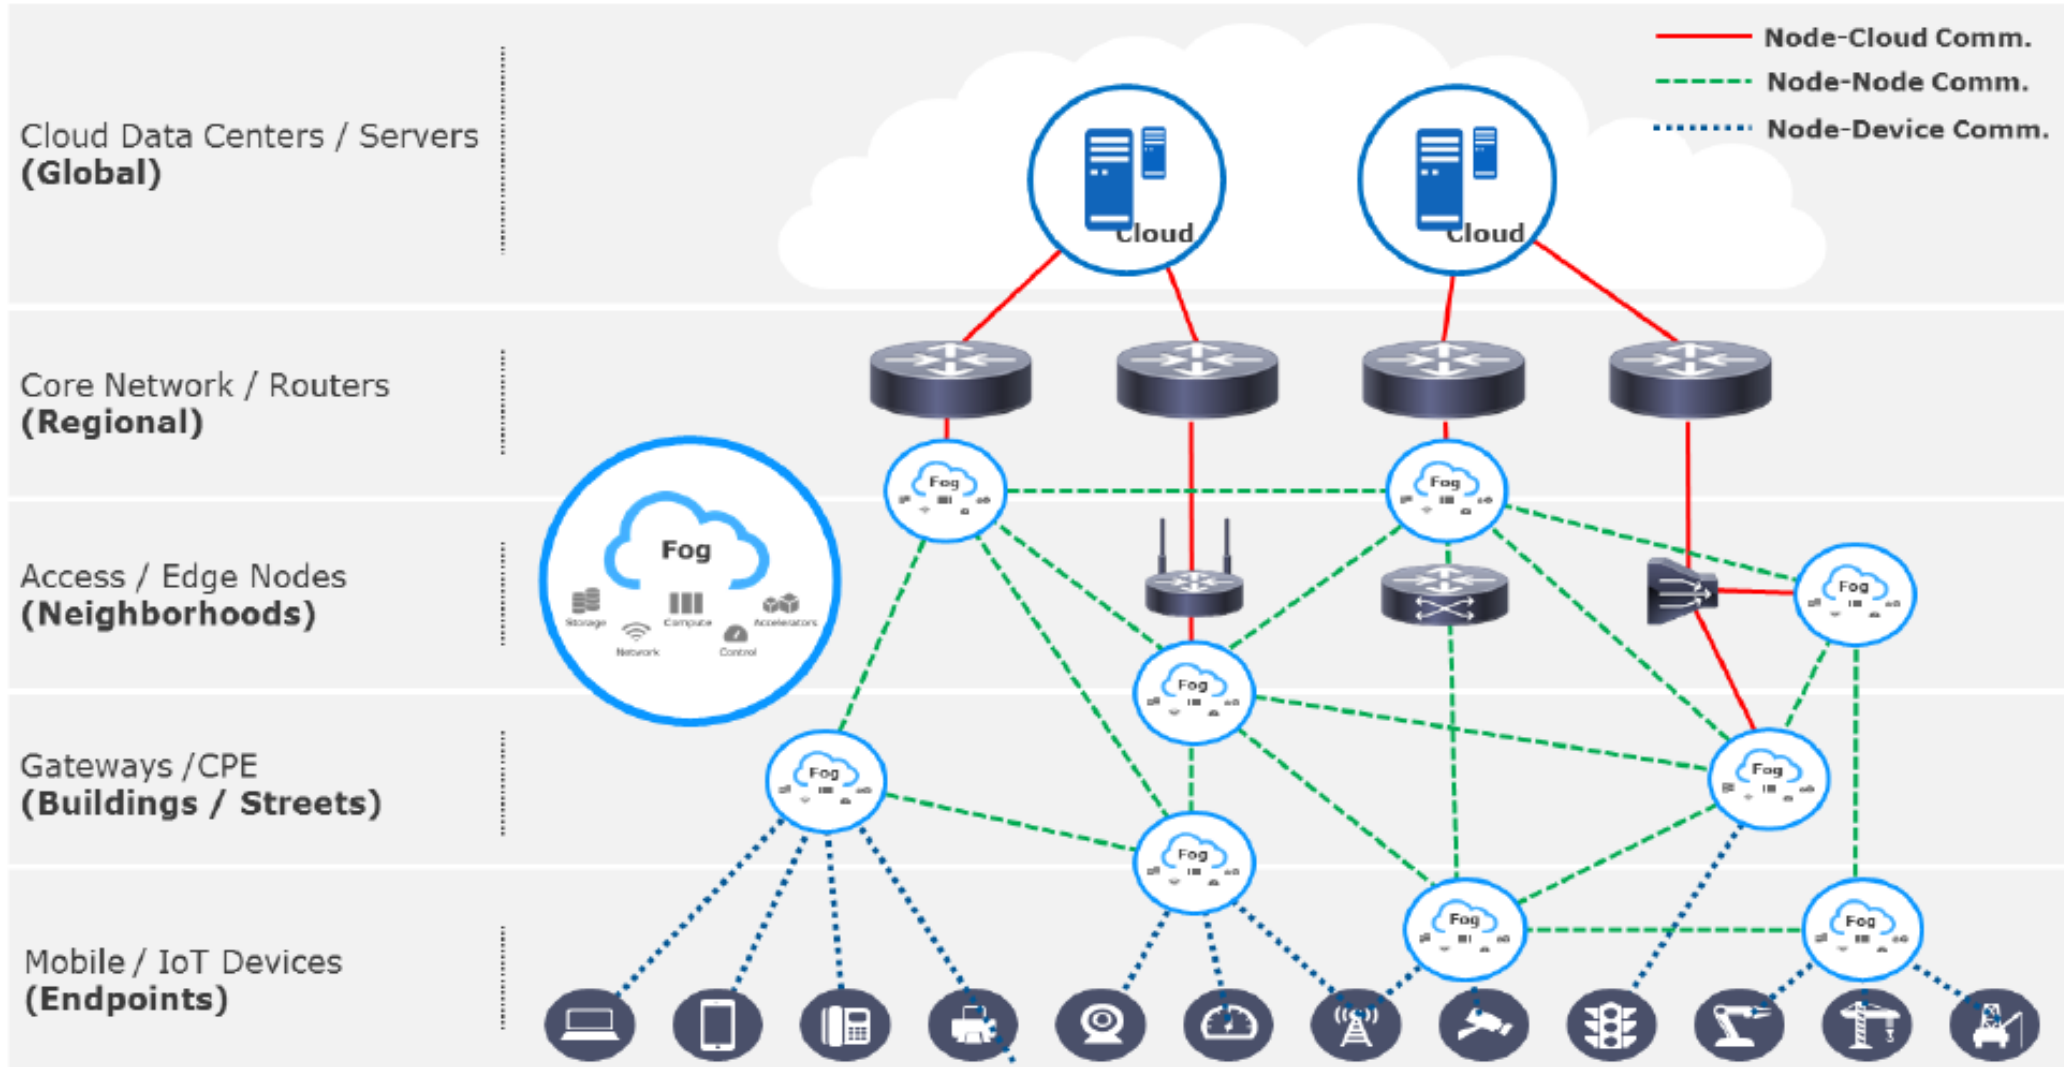 Node-Cloud Comm.
Node-Node Comm.
Node-Device Comm.
Cloud Data Centers / Servers
(Global)
Cloud
Cloud
Core Network / Routers
(Regional)
Fog
Fog
Access / Edge Nodes
(Neighborhoods)
Fog
Storage
Compute
Accelerators
Network
Control
Fog
Fog
Gateways /CPE
(Buildings / Streets)
Fog
Fog
Fog
Mobile / IoT Devices
(Endpoints)
Fog
Fog